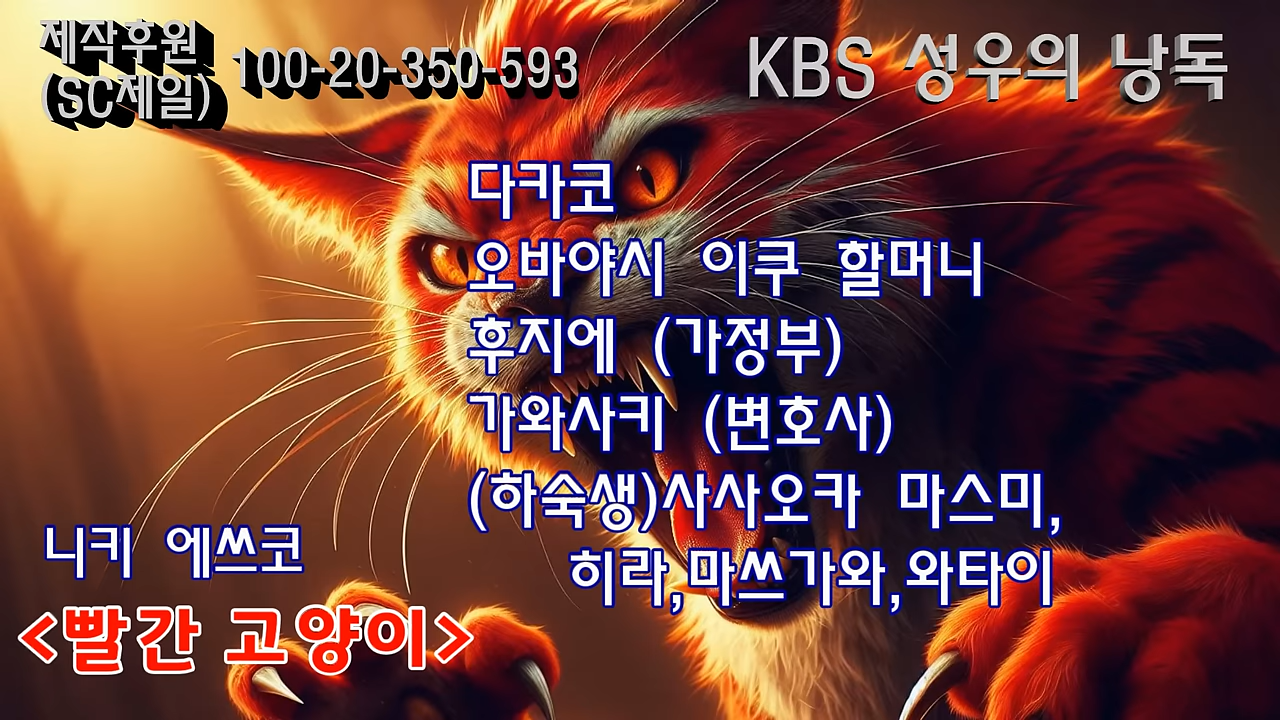 제작후원
(SC제일)
100-20-350-593
KBS 성우의 낭독
다카코
오바야시 이쿠 할머니
후지에 (가정부)
가와사키 (변호사)
(하숙생)사사오카 마스미,
히라,마쓰가와,와타이
니키 에쓰코
<빨간 고양이>